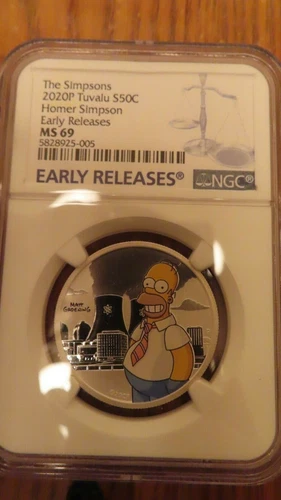 The Simpsons
2020P Tuvalu S50C
Homer Simpson
Early Releases
MS 69
5828925-005
EARLY RELEASES®
NGC®
MATT
GROENING